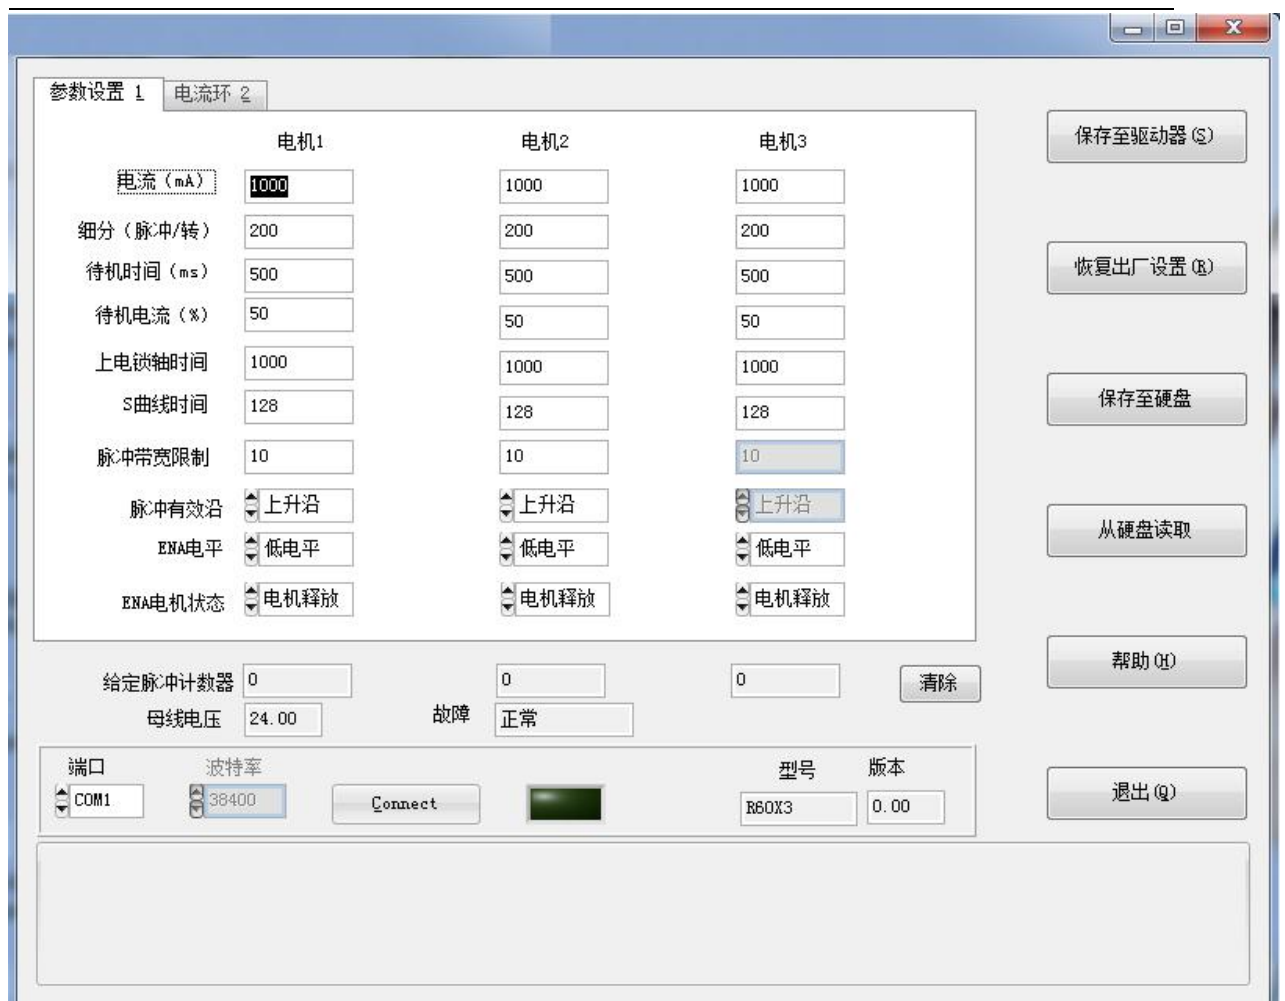 参数设置 1 电流环 2
电机1 电机2 电机3
电流（mA） 1000 1000 1000
细分（脉冲/转） 200 200 200
待机时间（ms） 500 500 500
待机电流（%） 50 50 50
上电锁轴时间 1000 1000 1000
S曲线时间 128 128 128
脉冲带宽限制 10 10 10
脉冲有效沿 上升沿 上升沿 上升沿
ENA电平 低电平 低电平 低电平
ENA电机状态 电机释放 电机释放 电机释放
给定脉冲计数器 0 0 0 清除
母线电压 24.00 故障 正常
端口 波特率 型号 版本
COM1 38400 Connect R60X3 0.00
保存至驱动器(S)
恢复出厂设置(R)
保存至硬盘
从硬盘读取
帮助(H)
退出(Q)